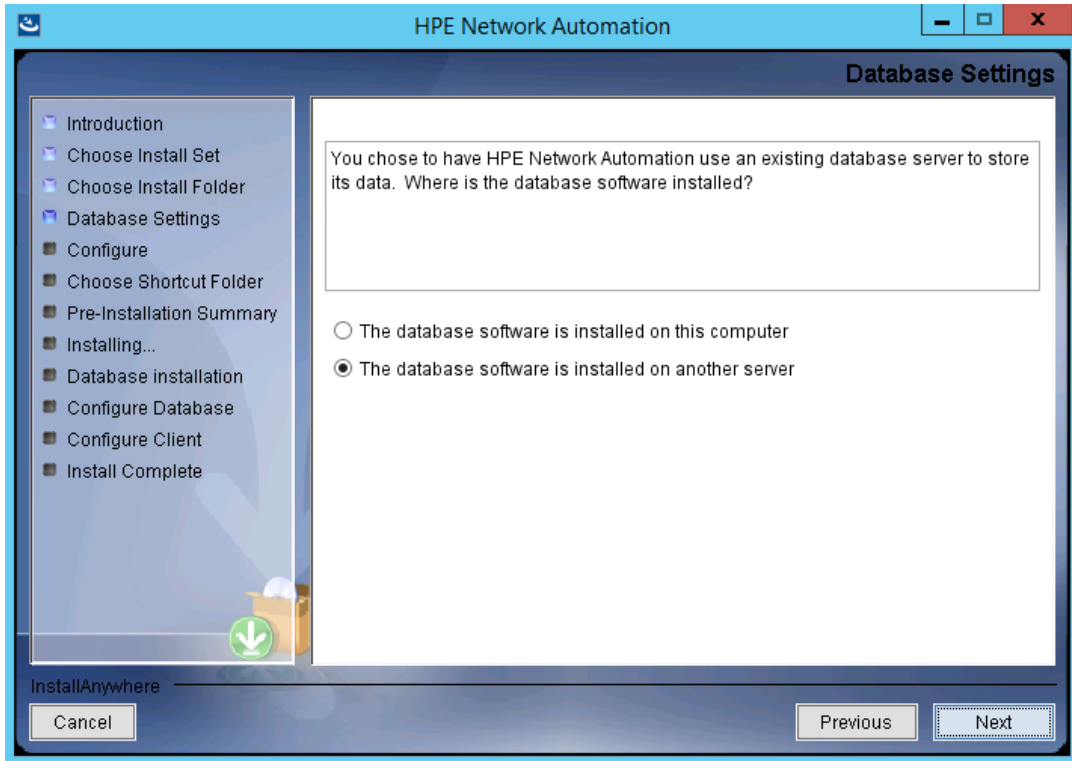 HPE Network Automation
Database Settings
Introduction
Choose Install Set
Choose Install Folder
Database Settings
Configure
Choose Shortcut Folder
Pre-Installation Summary
Installing...
Database installation
Configure Database
Configure Client
Install Complete
You chose to have HPE Network Automation use an existing database server to store
its data.  Where is the database software installed?
The database software is installed on this computer
The database software is installed on another server
InstallAnywhere
Cancel
Previous
Next